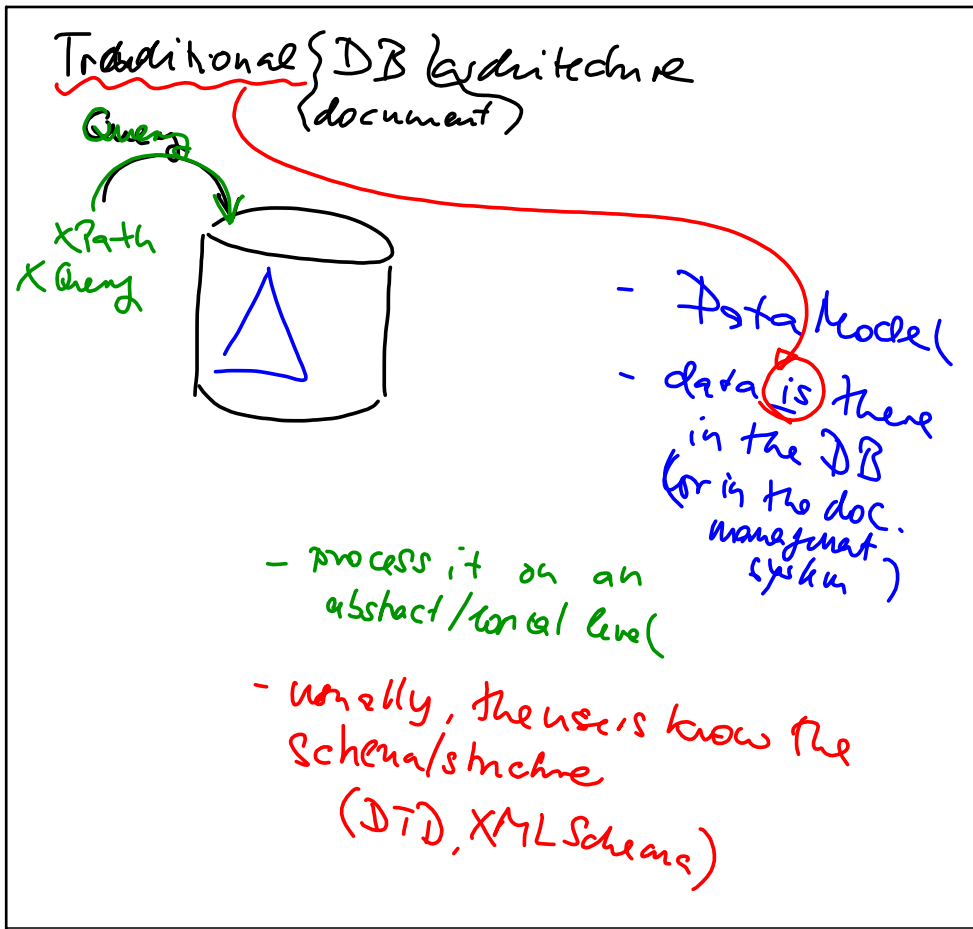 Traditional {DB (architecture
{document)
Query
XPath
XQuery
- Data Model
- data is there
in the DB
(or in the doc.
management
system)
- process it on an
abstract/logical level
- usually, the users know the
Schema/structure
(DTD, XML Schema)